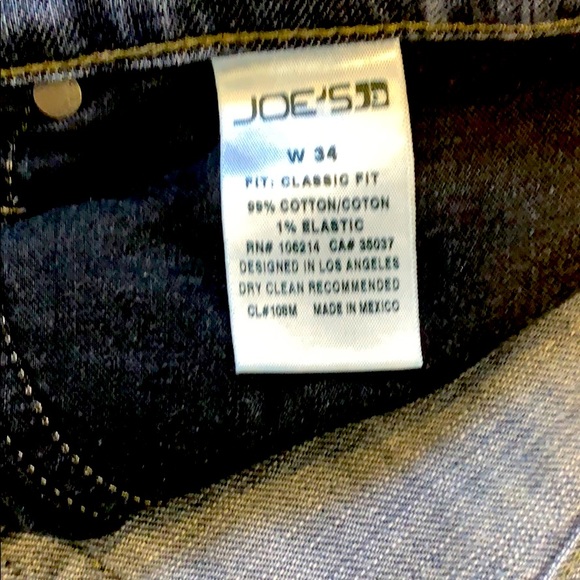 JOE'S JD
W 34
FIT: CLASSIC FIT
99% COTTON/COTON
1% ELASTIC
RN# 106214 CA# 35037
DESIGNED IN LOS ANGELES
DRY CLEAN RECOMMENDED
CL#106M MADE IN MEXICO